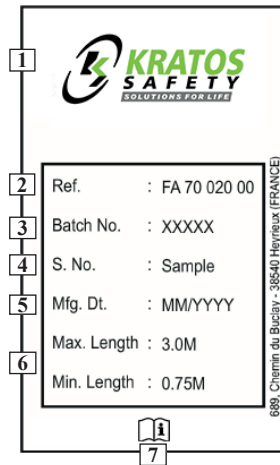 1
KRATOS
SAFETY
SOLUTIONS FOR LIFE
2 Ref. : FA 70 020 00
3 Batch No. : XXXXX
4 S. No. : Sample
5 Mfg. Dt. : MM/YYYY
6 Max. Length : 3.0M
Min. Length : 0.75M
7
689, Chemin du Buclay - 38540 Heyrieux (FRANCE)